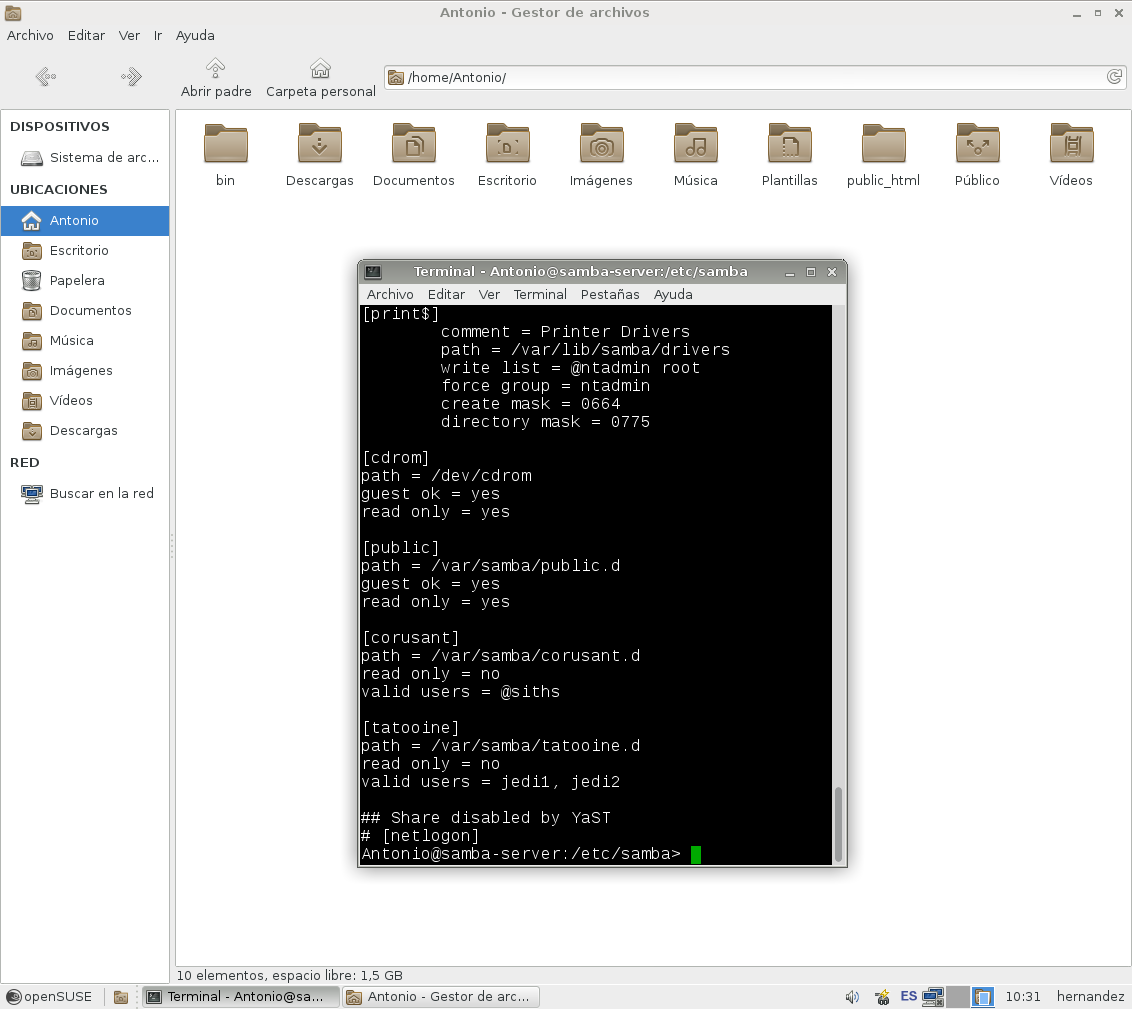 Antonio - Gestor de archivos
Archivo Editar Ver Ir Ayuda
Abrir padre Carpeta personal /home/Antonio/
DISPOSITIVOS
Sistema de arc...
UBICACIONES
Antonio
Escritorio
Papelera
Documentos
Música
Imágenes
Vídeos
Descargas
RED
Buscar en la red
bin Descargas Documentos Escritorio Imágenes Música Plantillas public_html Público Vídeos
Terminal - Antonio@samba-server:/etc/samba
Archivo Editar Ver Terminal Pestañas Ayuda
[print$]
comment = Printer Drivers
path = /var/lib/samba/drivers
write list = @ntadmin root
force group = ntadmin
create mask = 0664
directory mask = 0775
[cdrom]
path = /dev/cdrom
guest ok = yes
read only = yes
[public]
path = /var/samba/public.d
guest ok = yes
read only = yes
[corusant]
path = /var/samba/corusant.d
read only = no
valid users = @siths
[tatooine]
path = /var/samba/tatooine.d
read only = no
valid users = jedi1, jedi2
## Share disabled by YaST
# [netlogon]
Antonio@samba-server:/etc/samba>
10 elementos, espacio libre: 1,5 GB
openSUSE Terminal - Antonio@sa... Antonio - Gestor de arc... ES 10:31 hernandez